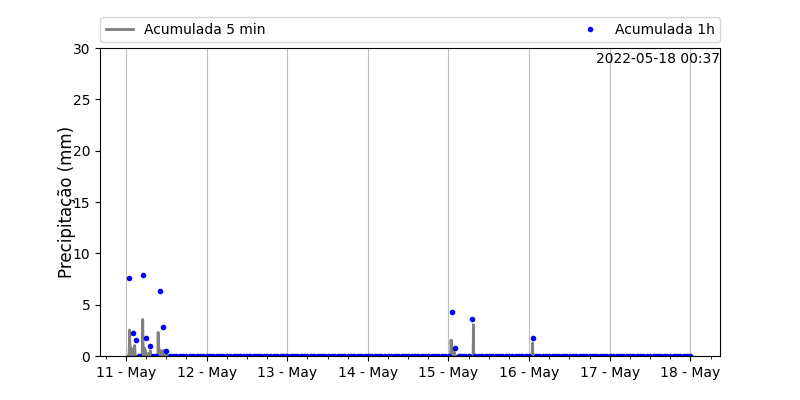 Acumulada 5 min
Acumulada 1h
2022-05-18 00:37
Precipitação (mm)
30
25
20
15
10
5
0
11 - May
12 - May
13 - May
14 - May
15 - May
16 - May
17 - May
18 - May